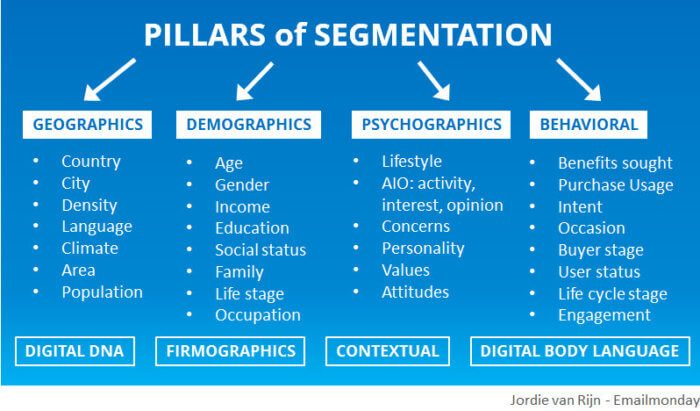 PILLARS of SEGMENTATION
GEOGRAPHICS
• Country
• City
• Density
• Language
• Climate
• Area
• Population
DEMOGRAPHICS
• Age
• Gender
• Income
• Education
• Social status
• Family
• Life stage
• Occupation
PSYCHOGRAPHICS
• Lifestyle
• AIO: activity,
interest, opinion
• Concerns
• Personality
• Values
• Attitudes
BEHAVIORAL
• Benefits sought
• Purchase Usage
• Intent
• Occasion
• Buyer stage
• User status
• Life cycle stage
• Engagement
DIGITAL DNA
FIRMOGRAPHICS
CONTEXTUAL
DIGITAL BODY LANGUAGE
Jordie van Rijn - Emailmonday